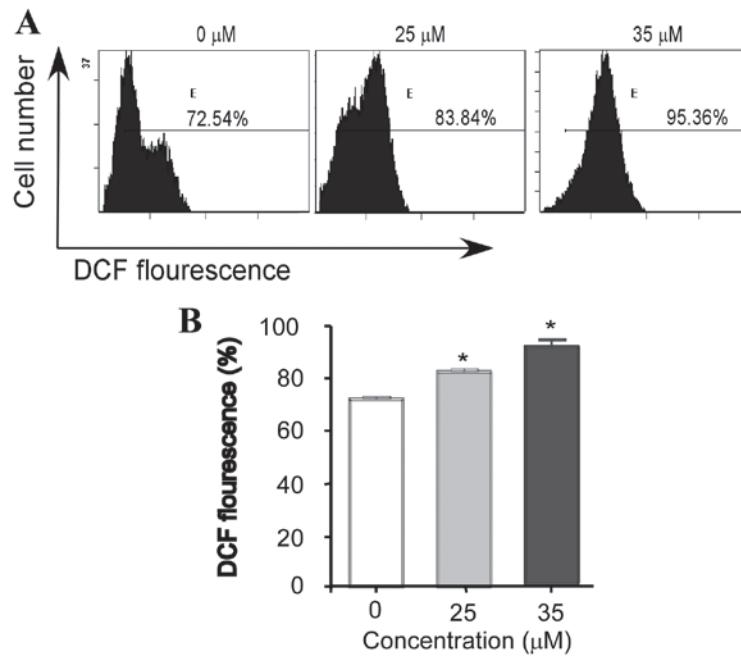 A
0 μM
25 μM
35 μM
Cell number
37
E
72.54%
E
83.84%
E
95.36%
DCF flourescence
B
DCF flourescence (%)
100
80
60
40
20
0
*
*
0
25
35
Concentration (μM)